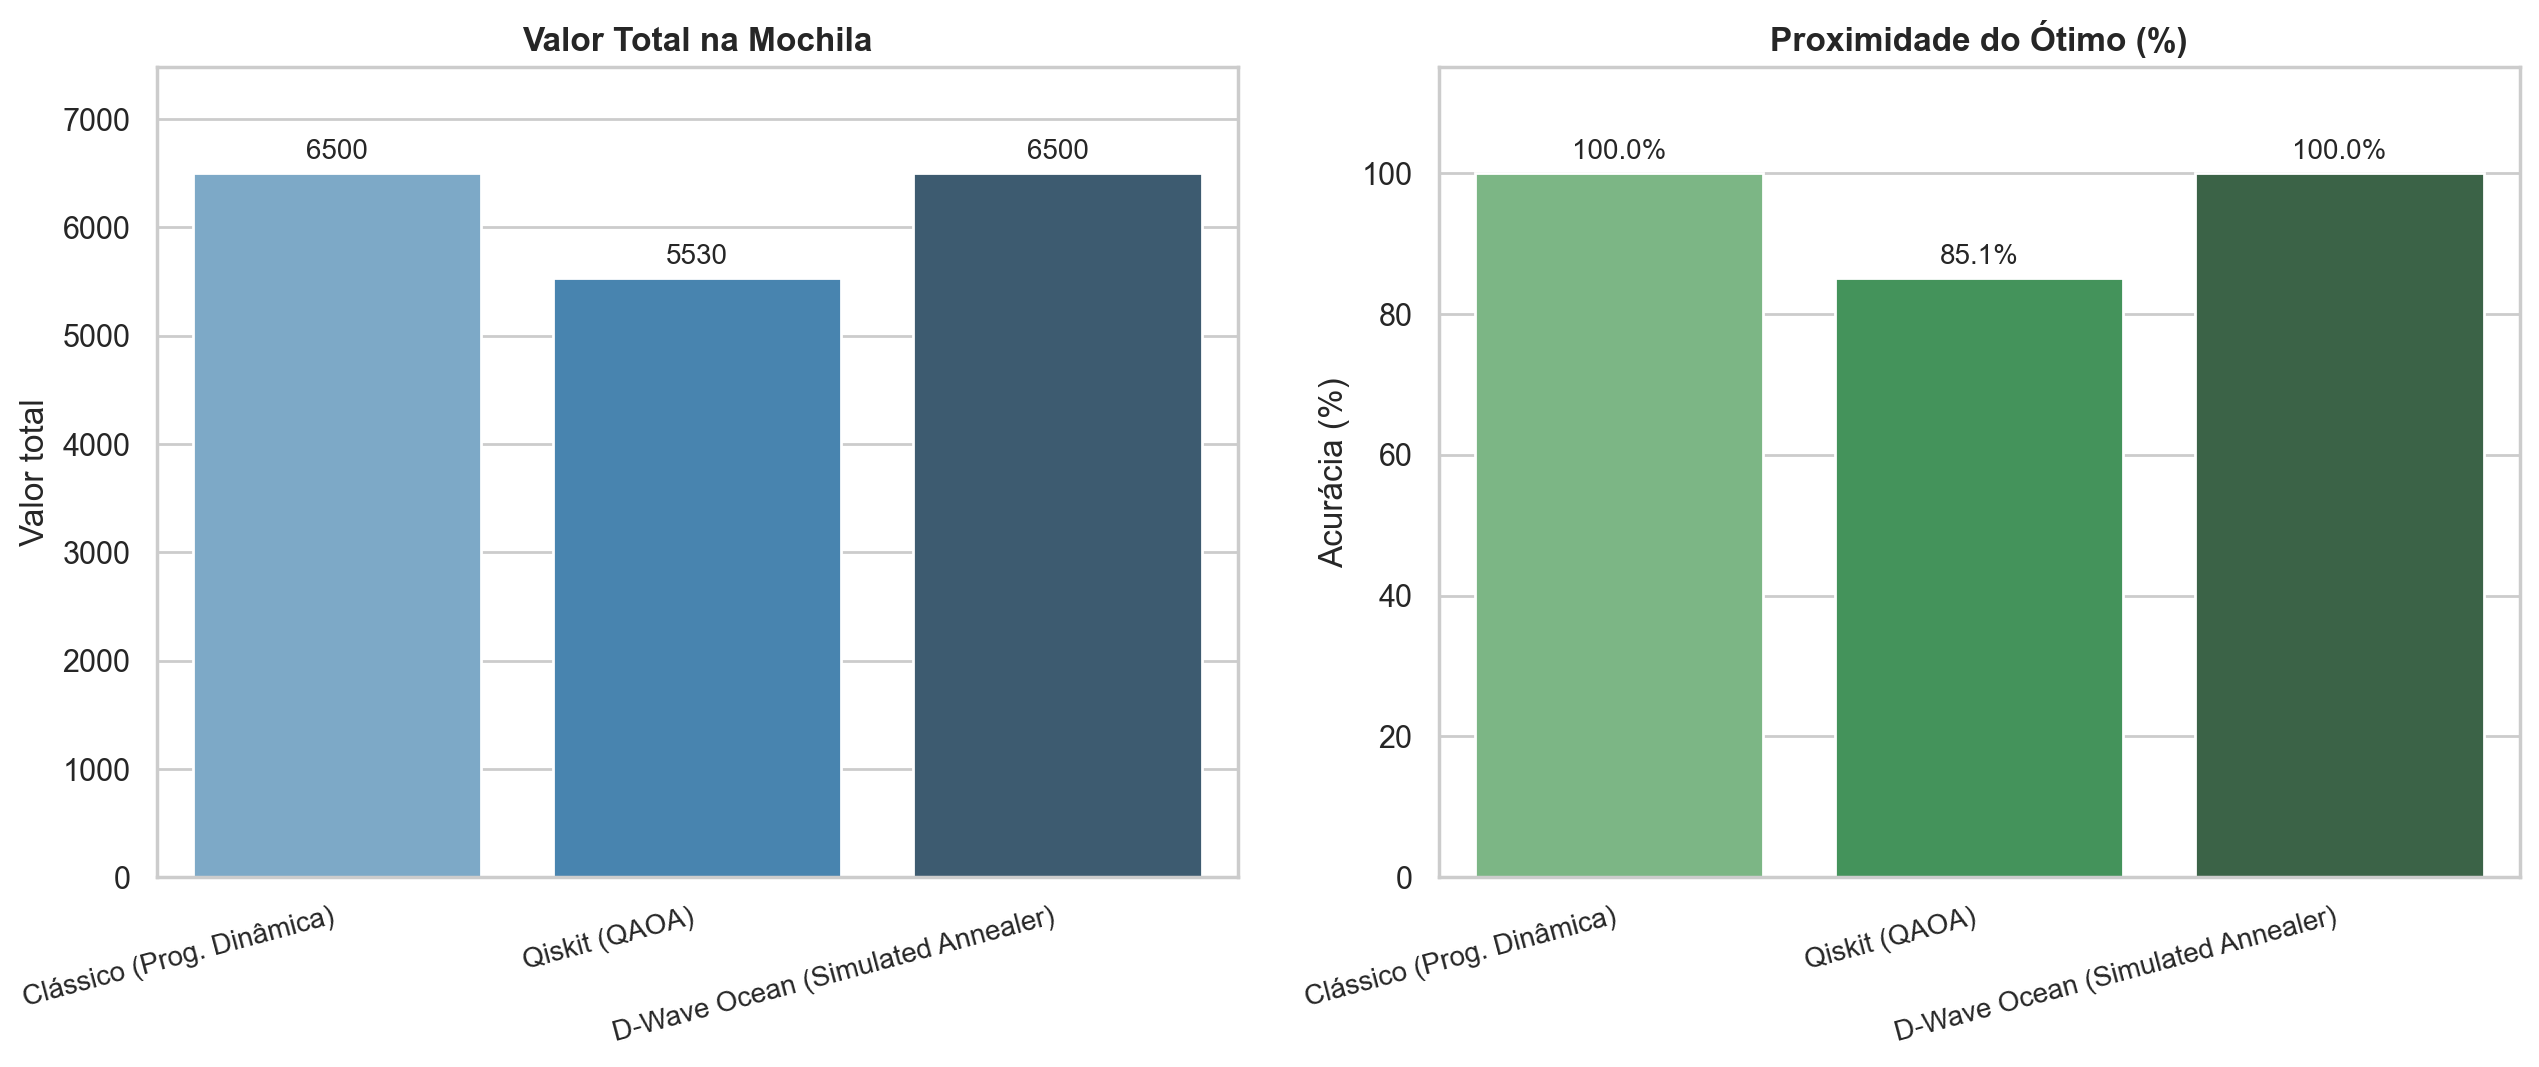 Valor Total na Mochila
Valor total
7000
6000
5000
4000
3000
2000
1000
0
6500
5530
6500
Clássico (Prog. Dinâmica)
Qiskit (QAOA)
D-Wave Ocean (Simulated Annealer)
Proximidade do Ótimo (%)
Acurácia (%)
100
80
60
40
20
0
100.0%
85.1%
100.0%
Clássico (Prog. Dinâmica)
Qiskit (QAOA)
D-Wave Ocean (Simulated Annealer)